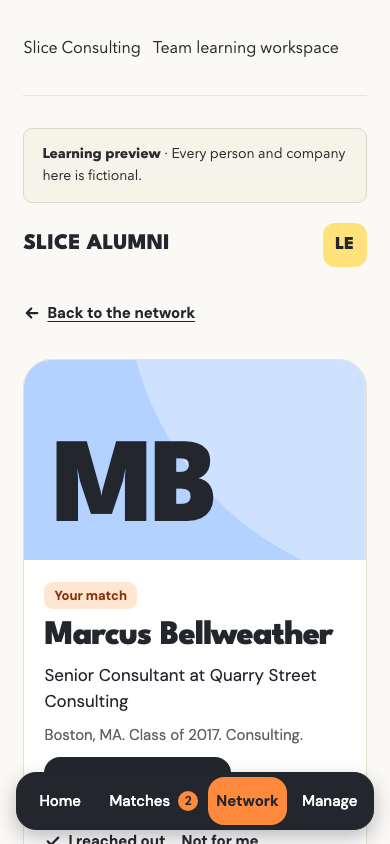 Slice Consulting Team learning workspace
Learning preview · Every person and company
here is fictional.
SLICE ALUMNI
LE
← Back to the network
MB
Your match
Marcus Bellweather
Senior Consultant at Quarry Street
Consulting
Boston, MA. Class of 2017. Consulting.
Home Matches 2 Network Manage
I reached out Not for me